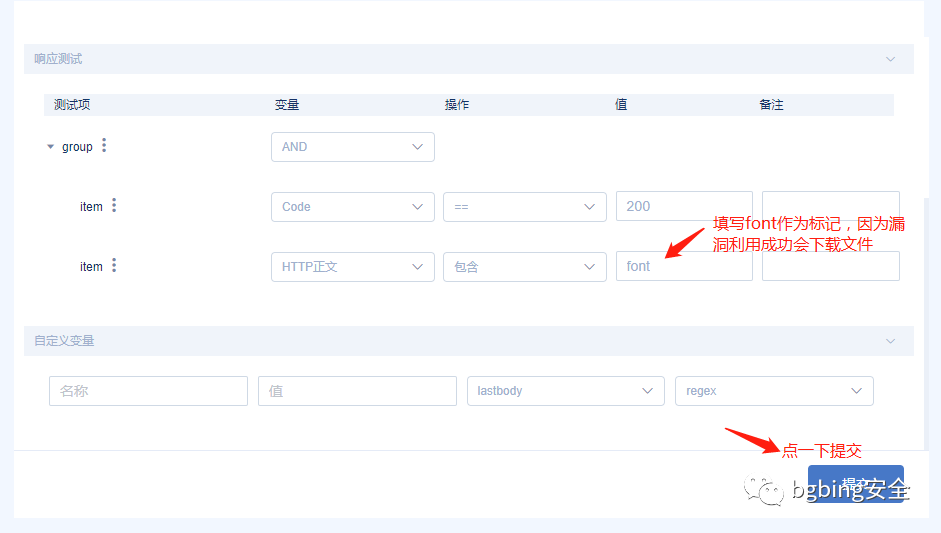 响应测试
测试项 变量 操作 值 备注
group AND
item Code == 200
填写font作为标记，因为漏
洞利用成功会下载文件
item HTTP正文 包含 font
自定义变量
名称 值 lastbody regex
点一下提交
bgbing安全